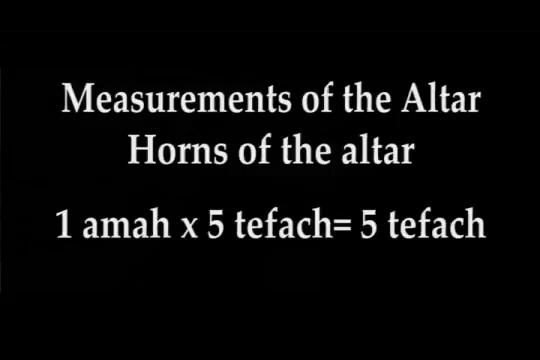 Measurements of the Altar
Horns of the altar
1 amah x 5 tefach= 5 tefach